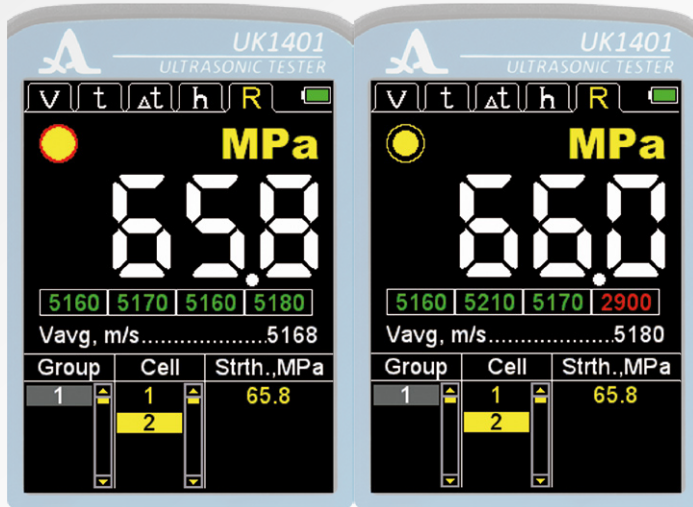 UK1401
ULTRASONIC TESTER
V t Δt h R
MPa
65.8
5160 5170 5160 5180
Vavg, m/s.....................5168
Group Cell Strth.,MPa
1 1 65.8
2
UK1401
ULTRASONIC TESTER
V t Δt h R
MPa
66.0
5160 5210 5170 2900
Vavg, m/s.....................5180
Group Cell Strth.,MPa
1 1 65.8
2